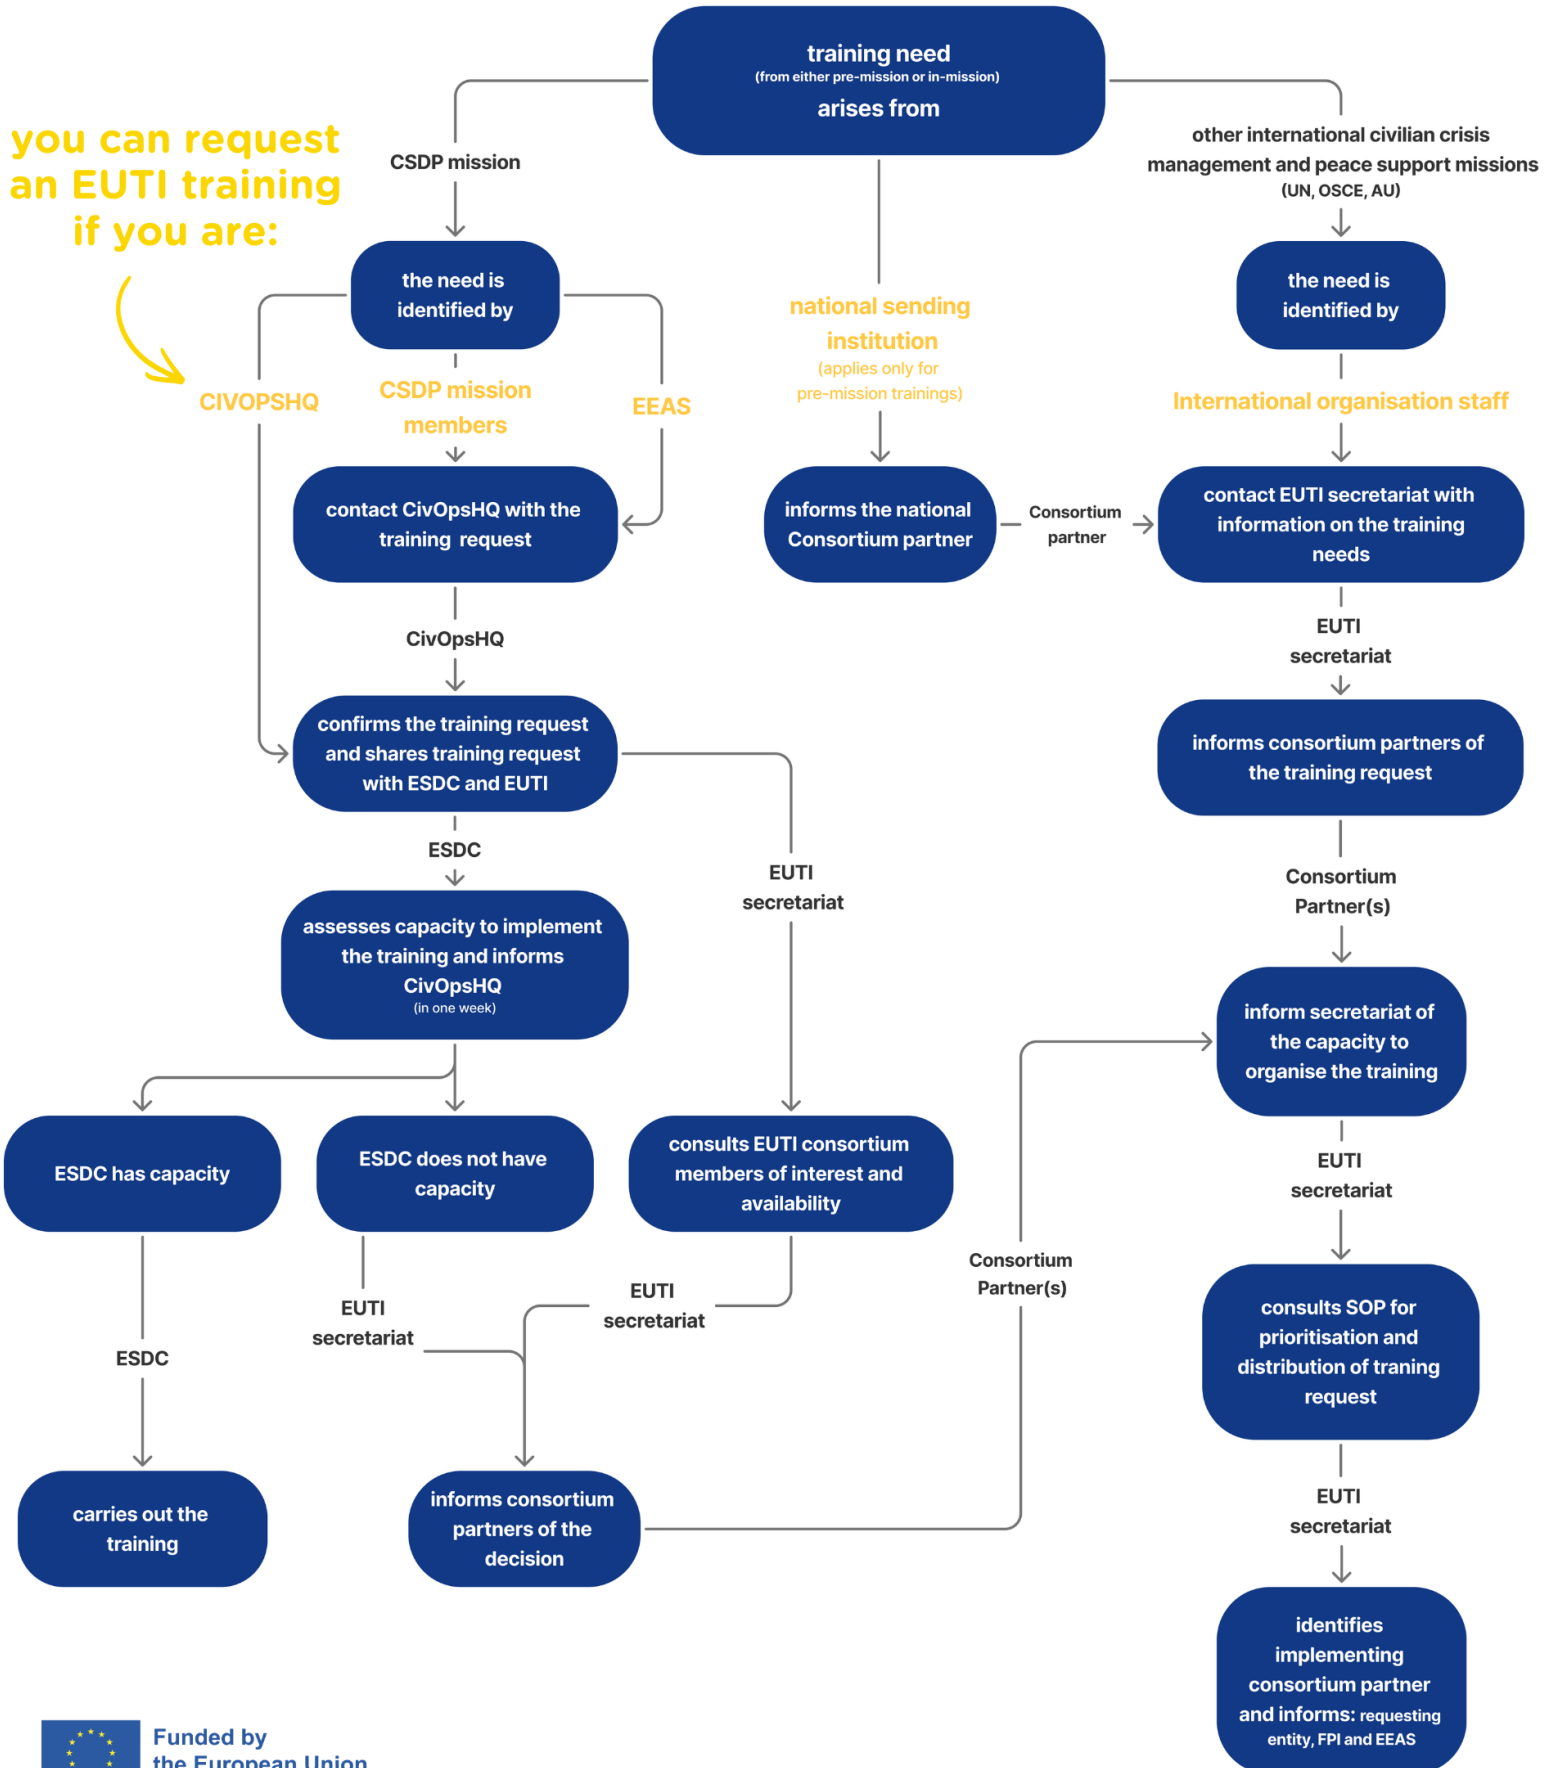 training need
(from either pre-mission or in-mission)
arises from
you can request
an EUTI training
if you are:
CSDP mission
other international civilian crisis
management and peace support missions
(UN, OSCE, AU)
the need is
identified by
the need is
identified by
CIVOPSHQ
CSDP mission
members
EEAS
national sending
institution
(applies only for
pre-mission trainings)
International organisation staff
contact CivOpsHQ with the
training request
informs the national
Consortium partner
Consortium
partner
contact EUTI secretariat with
information on the training
needs
CivOpsHQ
EUTI
secretariat
confirms the training request
and shares training request
with ESDC and EUTI
informs consortium partners of
the training request
ESDC
EUTI
secretariat
Consortium
Partner(s)
assesses capacity to implement
the training and informs
CivOpsHQ
(in one week)
inform secretariat of
the capacity to
organise the training
ESDC has capacity
ESDC does not have
capacity
consults EUTI consortium
members of interest and
availability
EUTI
secretariat
EUTI
secretariat
EUTI
secretariat
Consortium
Partner(s)
consults SOP for
prioritisation and
distribution of traning
request
ESDC
carries out the
training
informs consortium
partners of the
decision
EUTI
secretariat
identifies
implementing
consortium partner
and informs: requesting
entity, FPI and EEAS
Funded by
the European Union